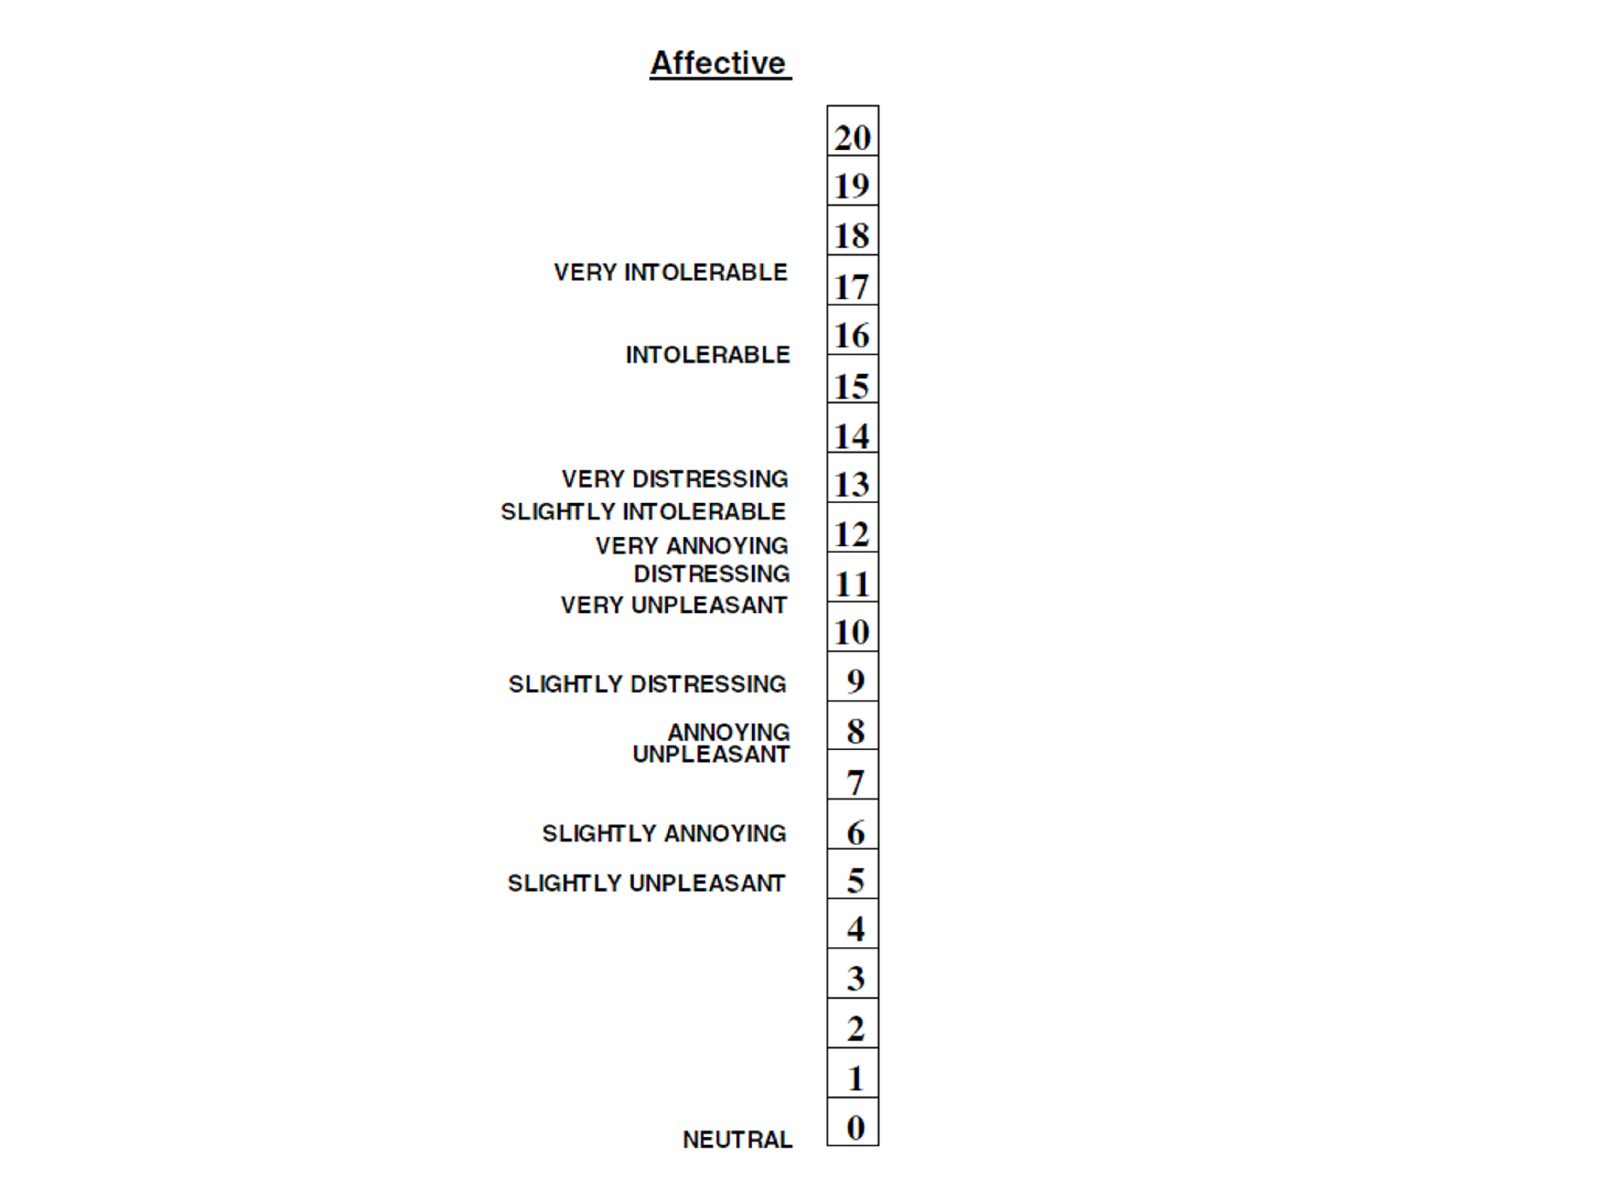 Affective
20
19
18
VERY INTOLERABLE
17
16
INTOLERABLE
15
14
VERY DISTRESSING
13
SLIGHTLY INTOLERABLE
12
VERY ANNOYING
DISTRESSING
11
VERY UNPLEASANT
10
SLIGHTLY DISTRESSING
9
ANNOYING
8
UNPLEASANT
7
SLIGHTLY ANNOYING
6
SLIGHTLY UNPLEASANT
5
4
3
2
1
0
NEUTRAL